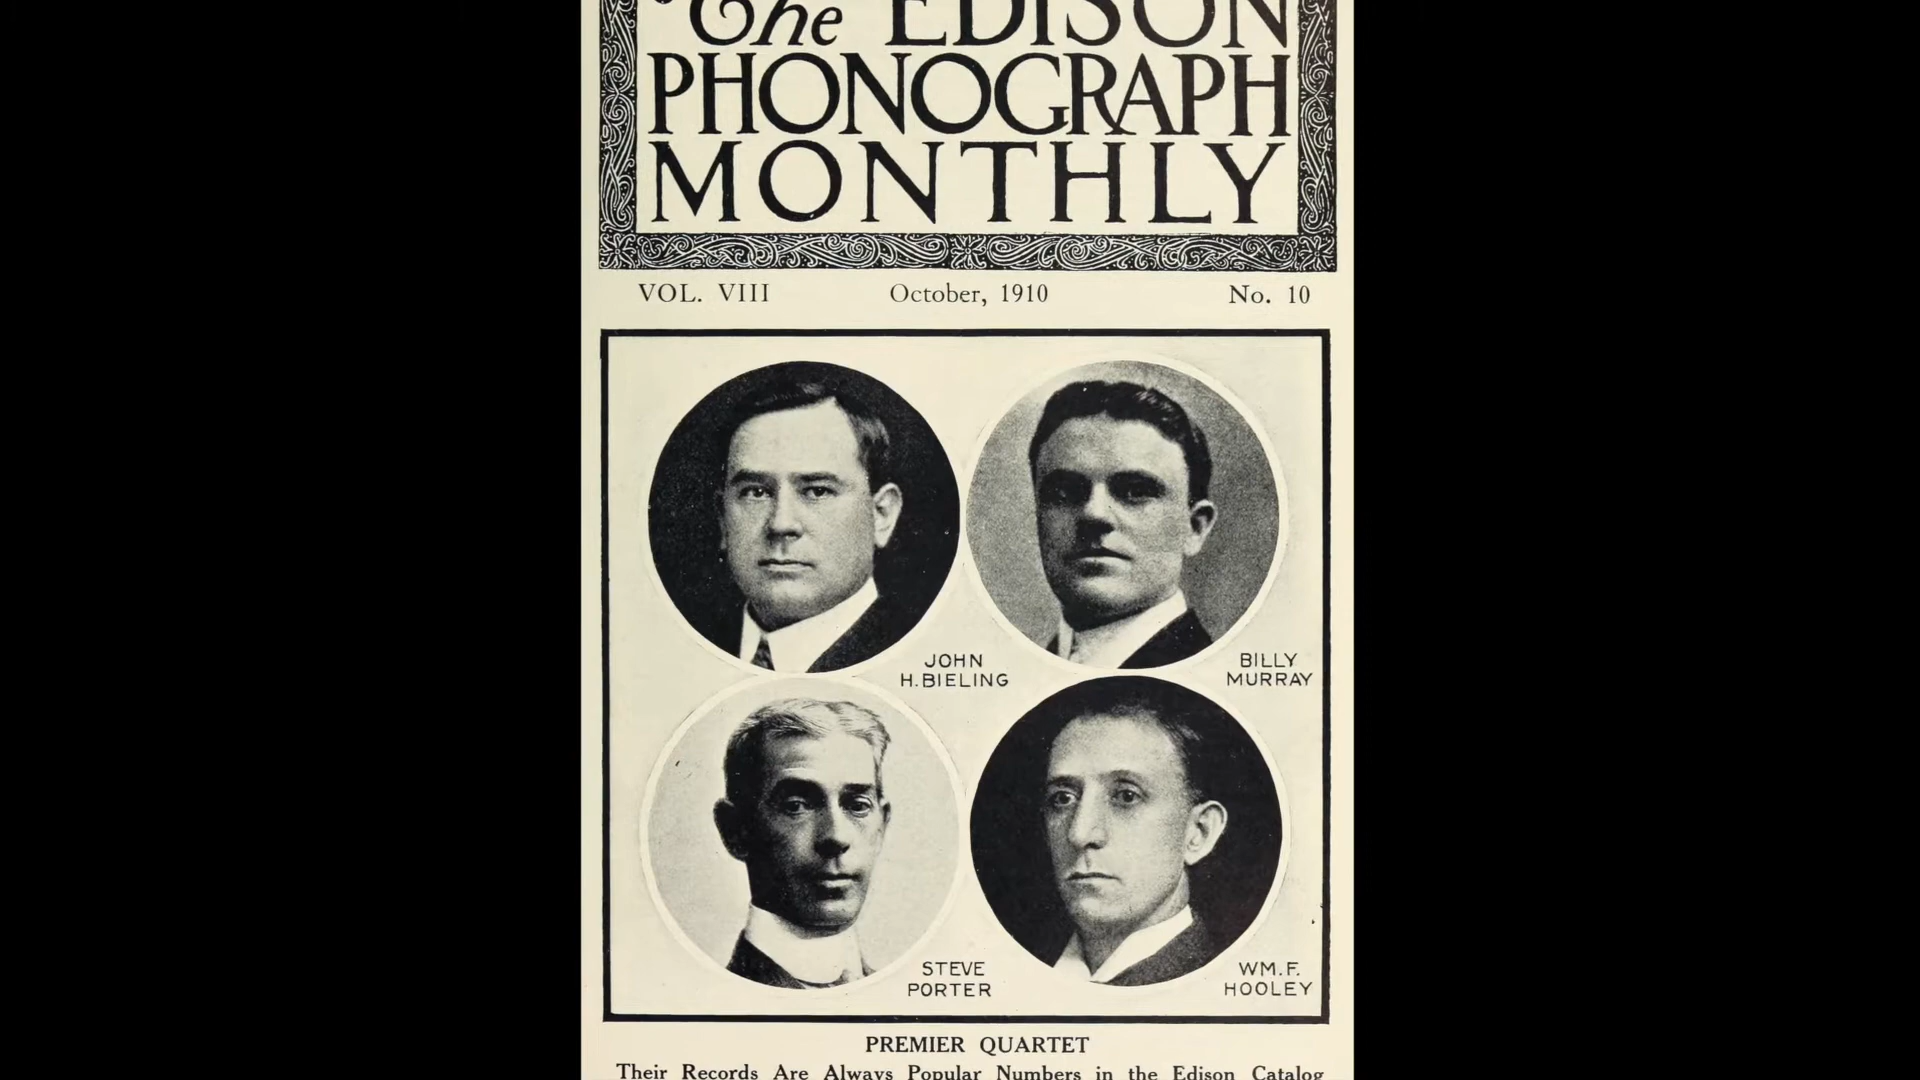 The EDISON
PHONOGRAPH
MONTHLY
VOL. VIII October, 1910 No. 10
JOHN
H. BIELING
BILLY
MURRAY
STEVE
PORTER
WM. F.
HOOLEY
PREMIER QUARTET
Their Records Are Always Popular Numbers in the Edison Catalog